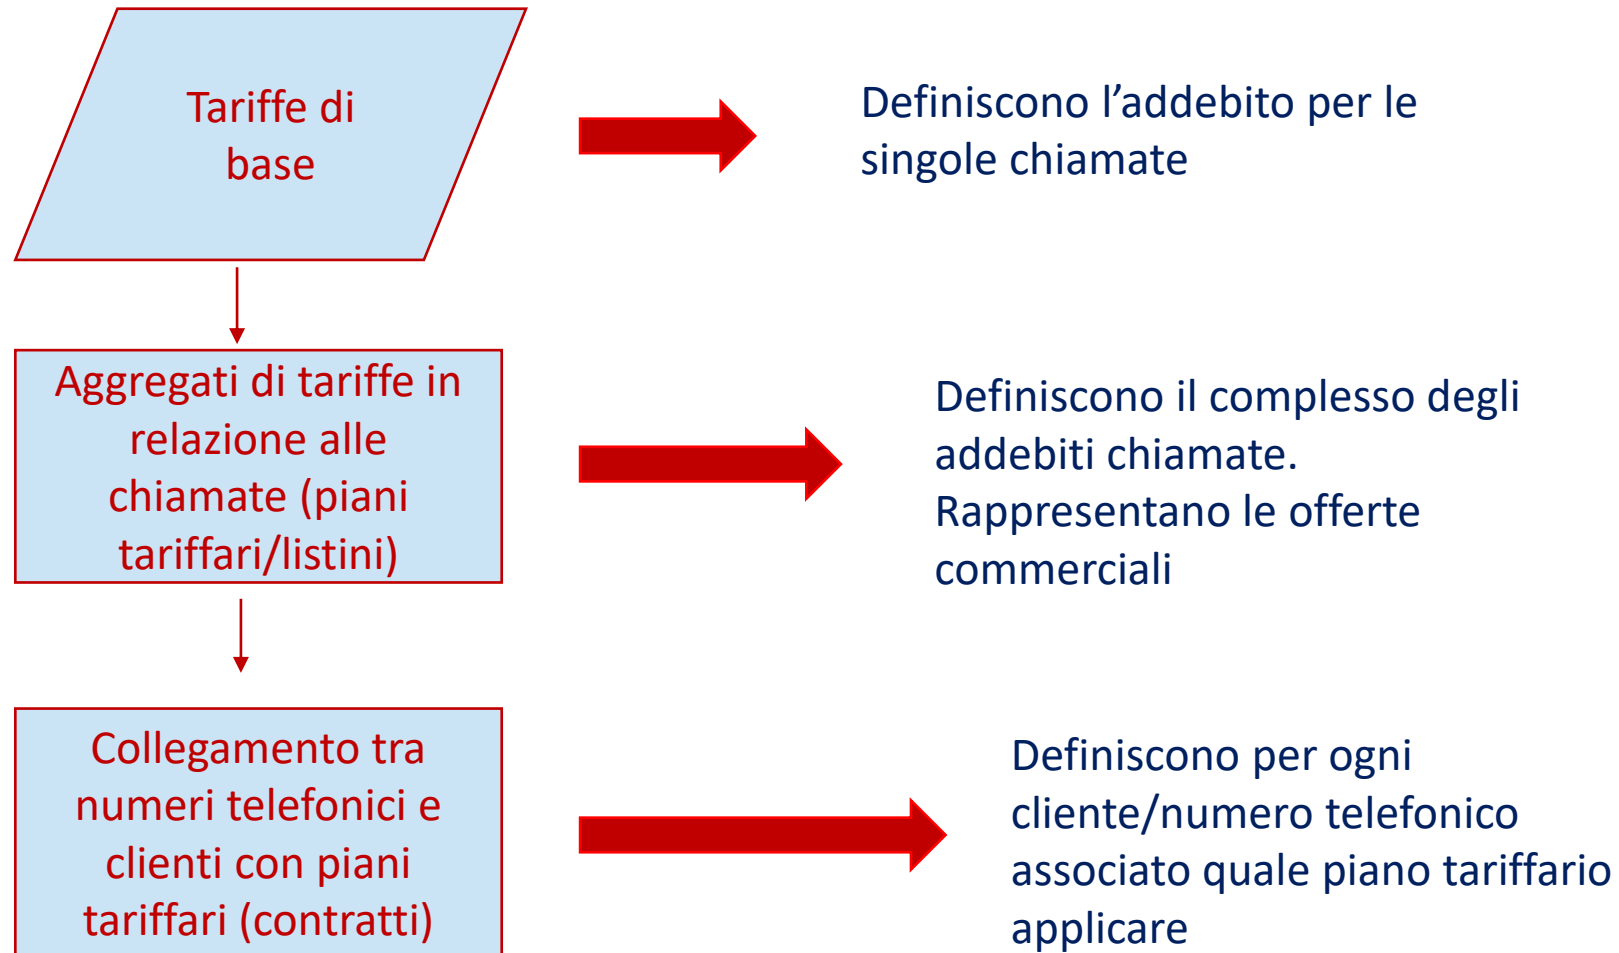 Tariffe di
base
Definiscono l’addebito per le
singole chiamate
Aggregati di tariffe in
relazione alle
chiamate (piani
tariffari/listini)
Definiscono il complesso degli
addebiti chiamate.
Rappresentano le offerte
commerciali
Collegamento tra
numeri telefonici e
clienti con piani
tariffari (contratti)
Definiscono per ogni
cliente/numero telefonico
associato quale piano tariffario
applicare